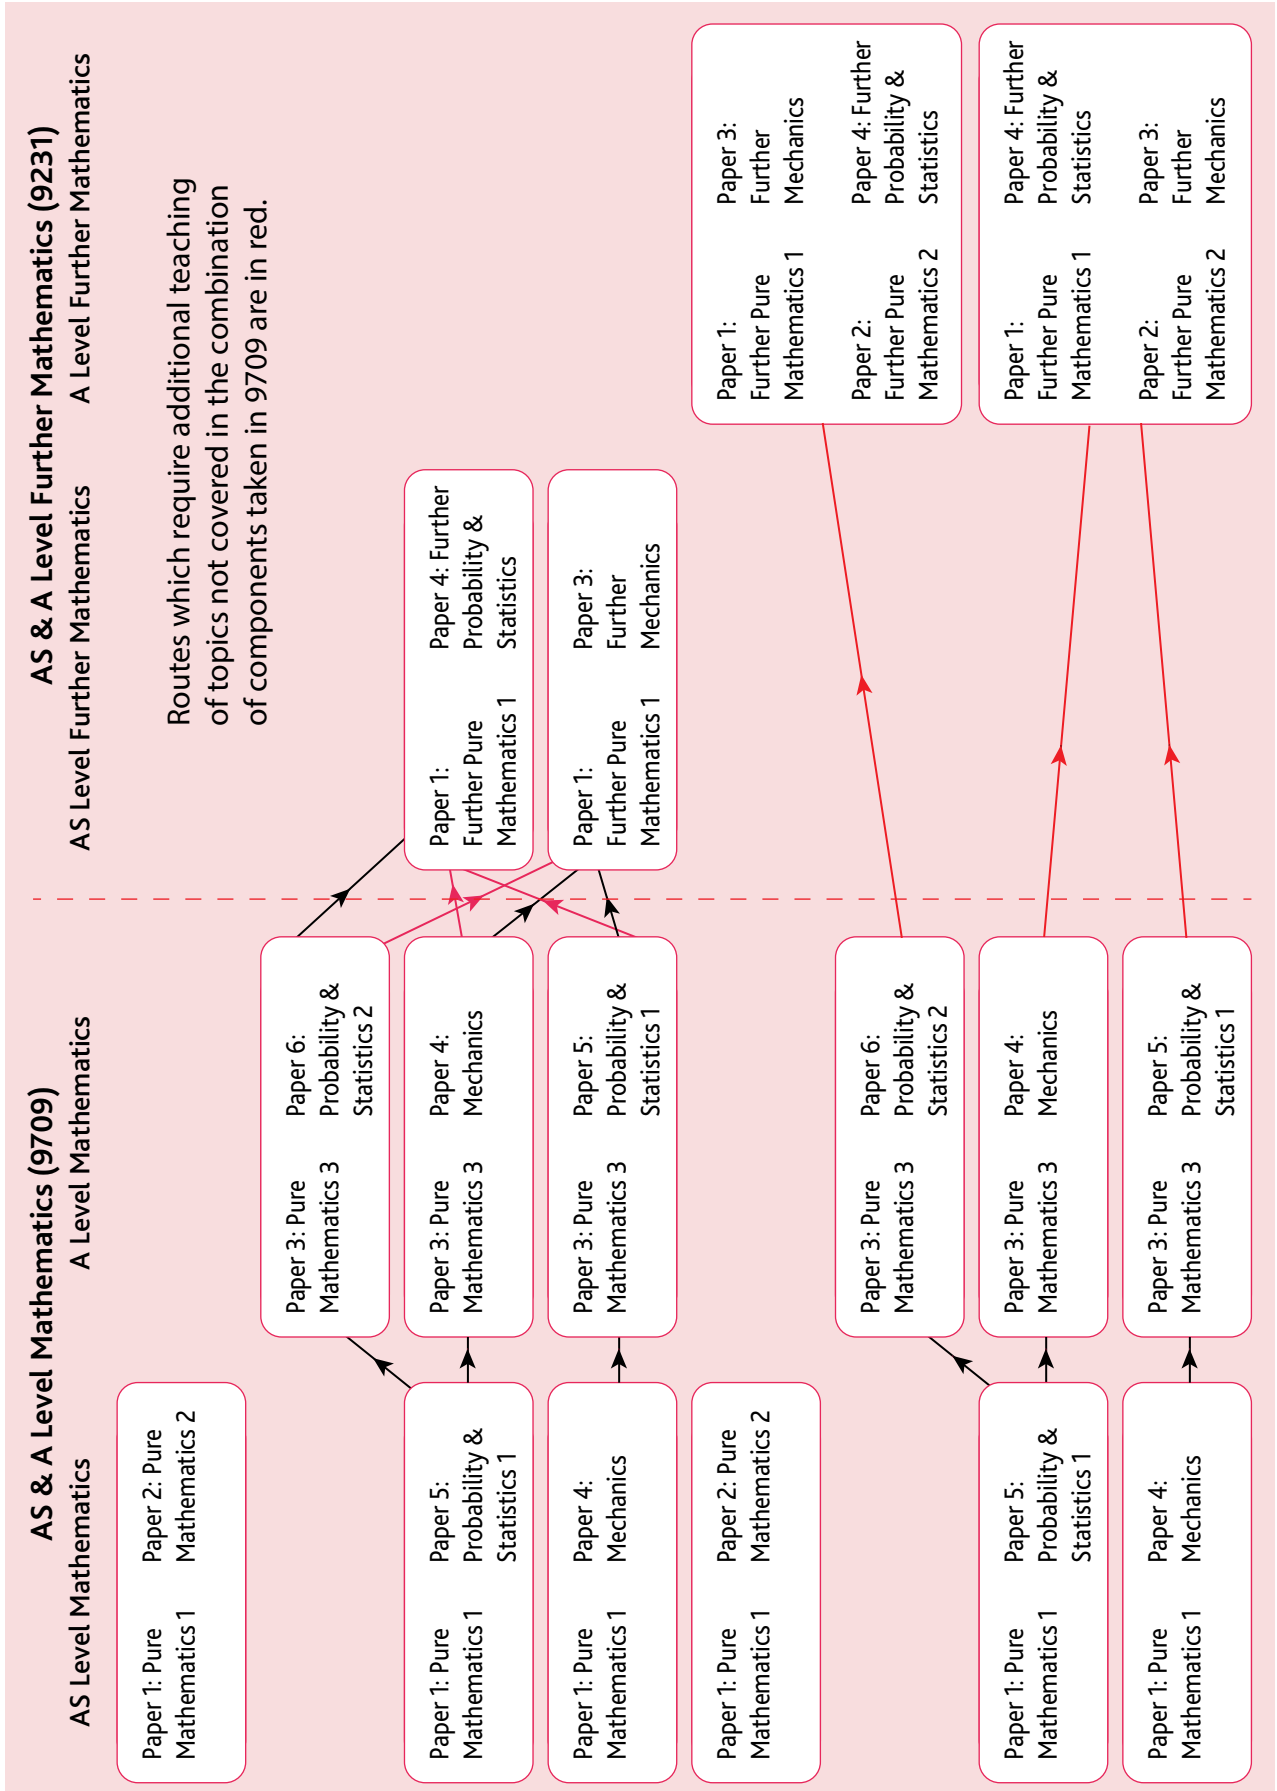 AS & A Level Mathematics (9709)
AS & A Level Further Mathematics (9231)
AS Level Mathematics
A Level Mathematics
AS Level Further Mathematics
A Level Further Mathematics
Routes which require additional teaching
of topics not covered in the combination
of components taken in 9709 are in red.
Paper 1: Pure
Mathematics 1
Paper 2: Pure
Mathematics 2
Paper 3: Pure
Mathematics 3
Paper 6:
Probability &
Statistics 2
Paper 1: Pure
Mathematics 1
Paper 5:
Probability &
Statistics 1
Paper 3: Pure
Mathematics 3
Paper 4:
Mechanics
Paper 1:
Further Pure
Mathematics 1
Paper 4: Further
Probability &
Statistics
Paper 1: Pure
Mathematics 1
Paper 4:
Mechanics
Paper 3: Pure
Mathematics 3
Paper 5:
Probability &
Statistics 1
Paper 1:
Further Pure
Mathematics 1
Paper 3:
Further
Mechanics
Paper 1: Pure
Mathematics 1
Paper 2: Pure
Mathematics 2
Paper 3: Pure
Mathematics 3
Paper 6:
Probability &
Statistics 2
Paper 1:
Further Pure
Mathematics 1
Paper 3:
Further
Mechanics
Paper 2:
Further Pure
Mathematics 2
Paper 4: Further
Probability &
Statistics
Paper 1: Pure
Mathematics 1
Paper 5:
Probability &
Statistics 1
Paper 3: Pure
Mathematics 3
Paper 4:
Mechanics
Paper 1:
Further Pure
Mathematics 1
Paper 4: Further
Probability &
Statistics
Paper 1: Pure
Mathematics 1
Paper 4:
Mechanics
Paper 3: Pure
Mathematics 3
Paper 5:
Probability &
Statistics 1
Paper 2:
Further Pure
Mathematics 2
Paper 3:
Further
Mechanics